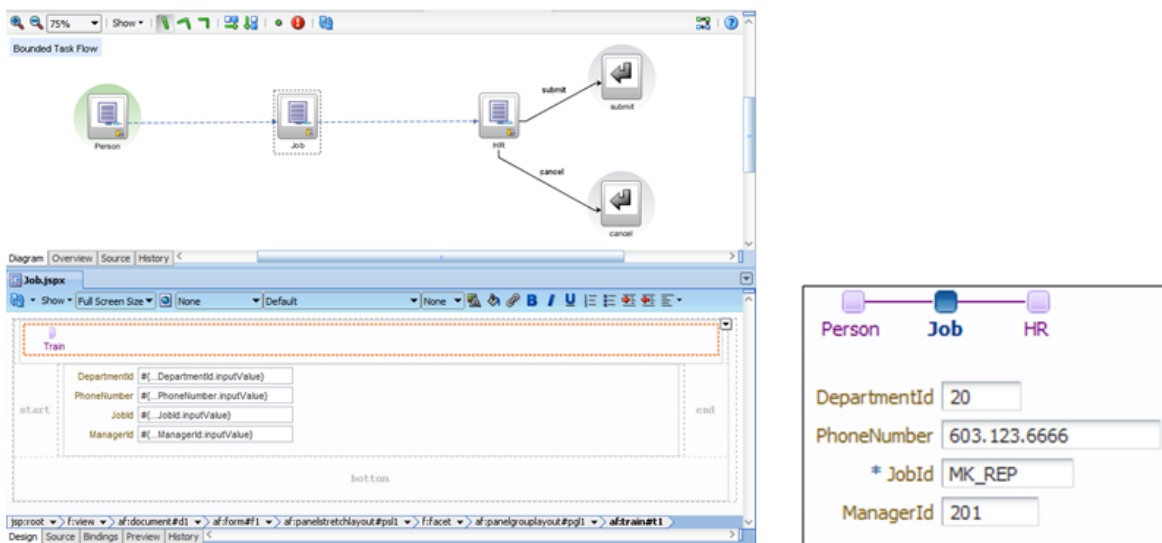 75% Show
Bounded Task Flow
submit
submit
Person
Job
HR
cancel
cancel
Diagram Overview Source History
Job.jspx
Show Full Screen Size None Default None B I U
Train
DepartmentId #{...DepartmentId.inputValue}
PhoneNumber #{...PhoneNumber.inputValue}
start
JobId #{...JobId.inputValue}
end
ManagerId #{...ManagerId.inputValue}
bottom
jsp:root f:view af:document#d1 af:form#f1 af:panelstretchlayout#psl1 f:facet af:panelgrouplayout#pgl1 af:train#t1
Design Source Bindings Preview History
Person Job HR
DepartmentId 20
PhoneNumber 603.123.6666
* JobId MK_REP
ManagerId 201